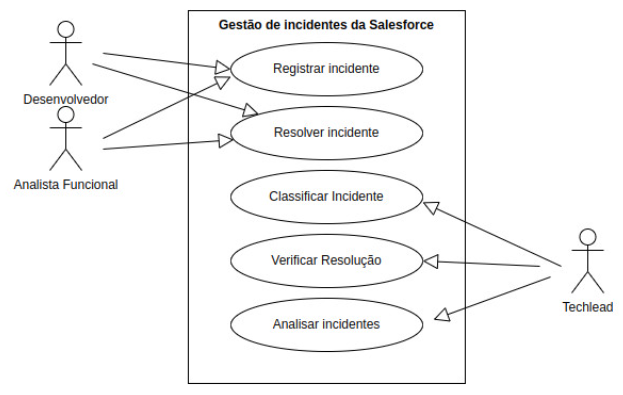 Gestão de incidentes da Salesforce
Registrar incidente
Desenvolvedor
Resolver incidente
Analista Funcional
Classificar Incidente
Verificar Resolução
Techlead
Analisar incidentes